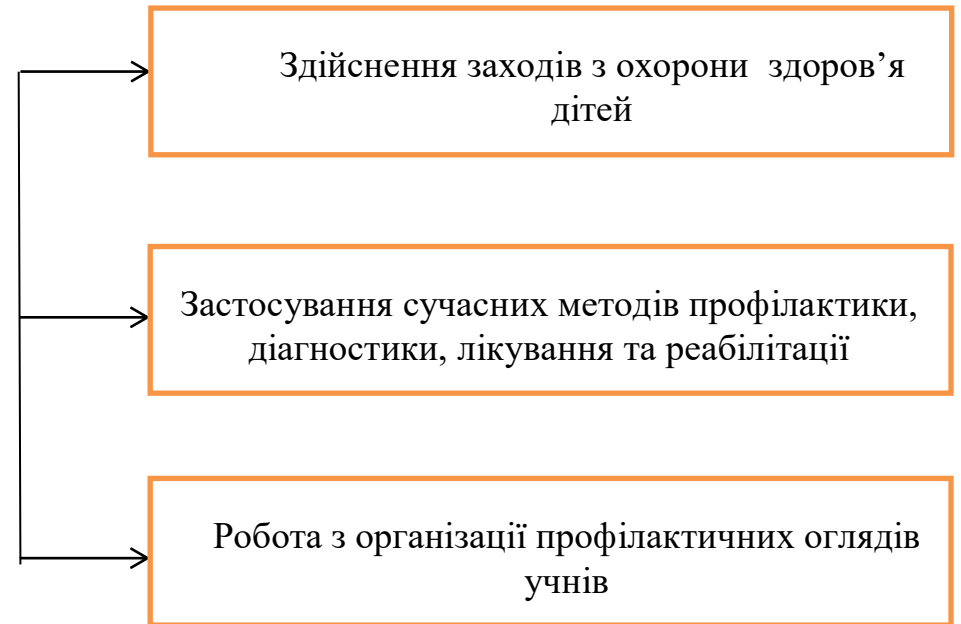 Здійснення заходів з охорони здоров’я
дітей
Застосування сучасних методів профілактики,
діагностики, лікування та реабілітації
Робота з організації профілактичних оглядів
учнів